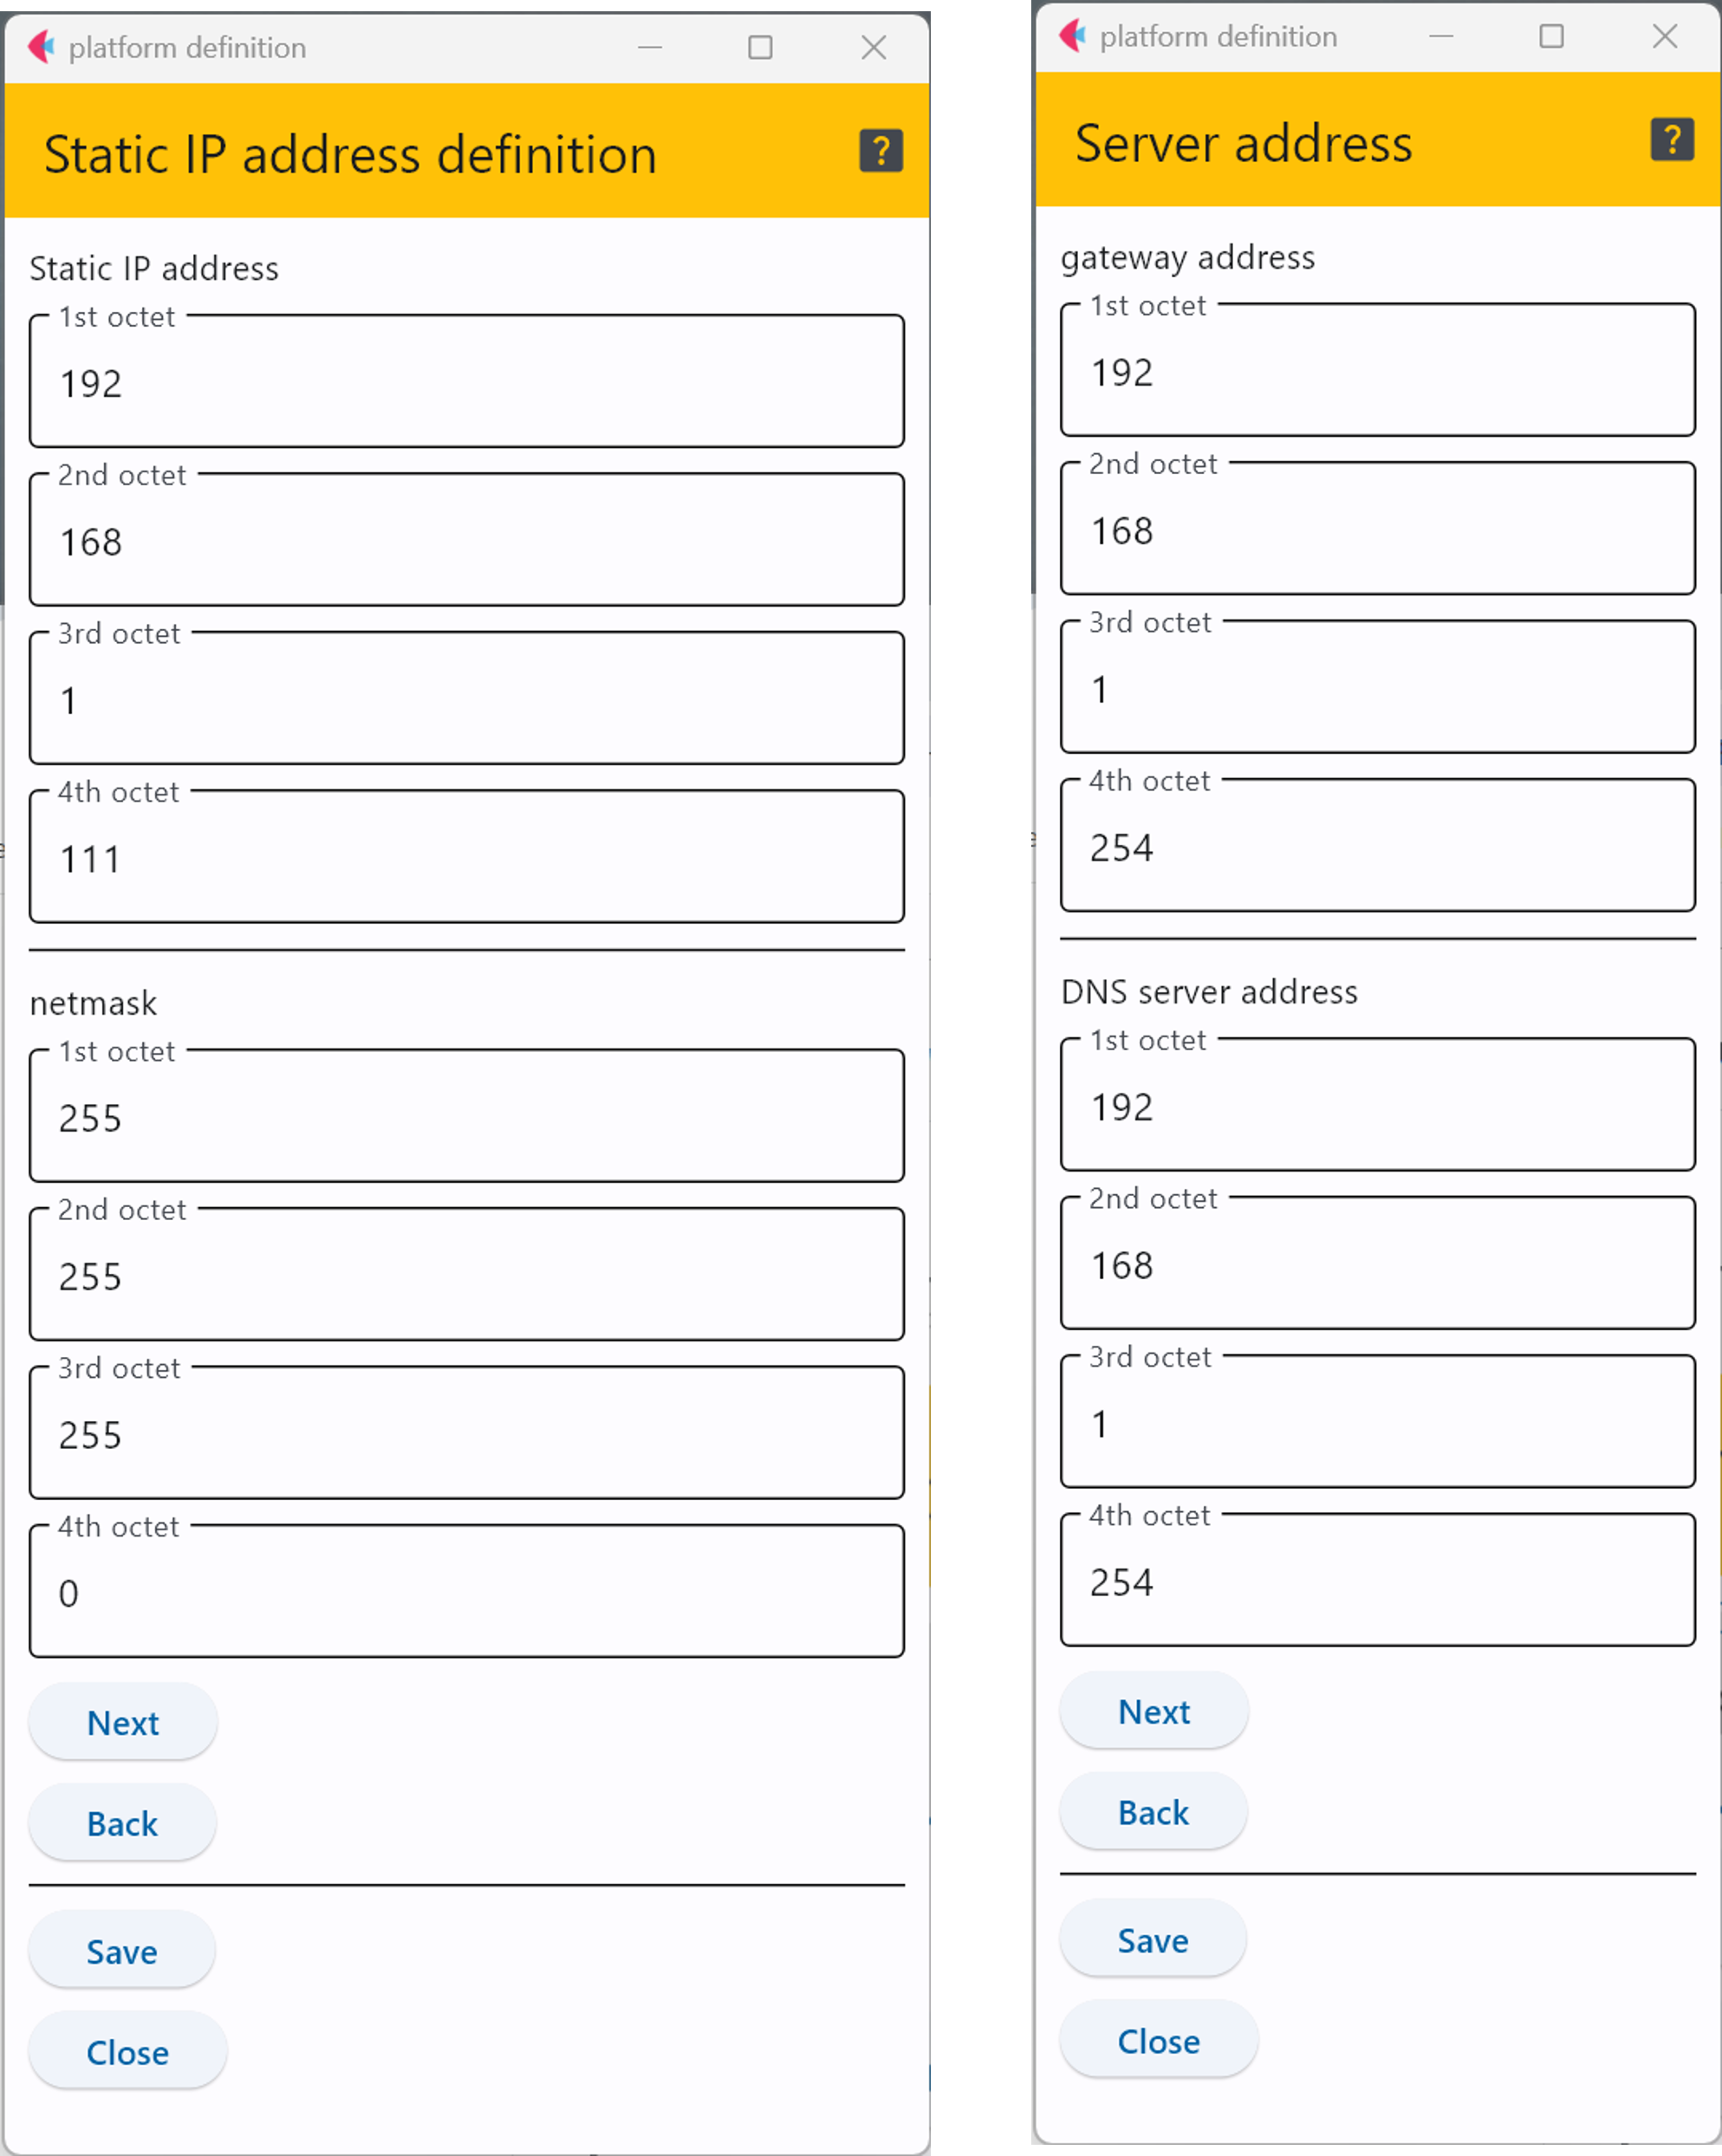 platform definition
Static IP address definition
?
Static IP address
1st octet
192
2nd octet
168
3rd octet
1
4th octet
111
netmask
1st octet
255
2nd octet
255
3rd octet
255
4th octet
0
Next
Back
Save
Close
platform definition
Server address
?
gateway address
1st octet
192
2nd octet
168
3rd octet
1
4th octet
254
DNS server address
1st octet
192
2nd octet
168
3rd octet
1
4th octet
254
Next
Back
Save
Close